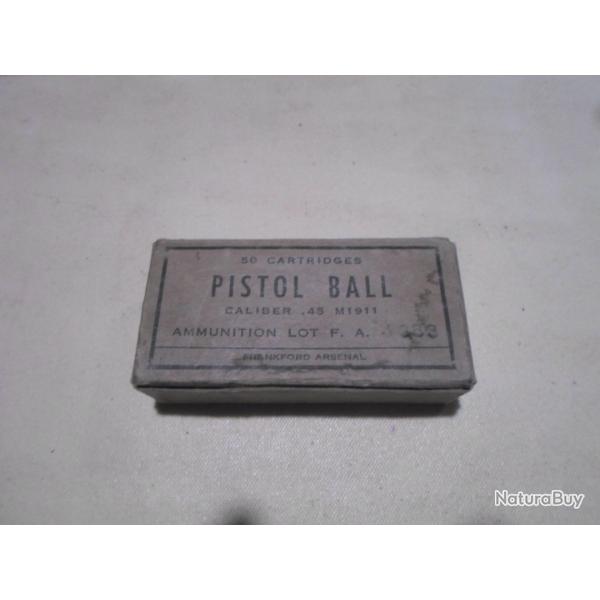 50 CARTRIDGES
PISTOL BALL
CALIBER .45 M1911
AMMUNITION LOT F. A.
FRANKFORD ARSENAL
NaturaBuy